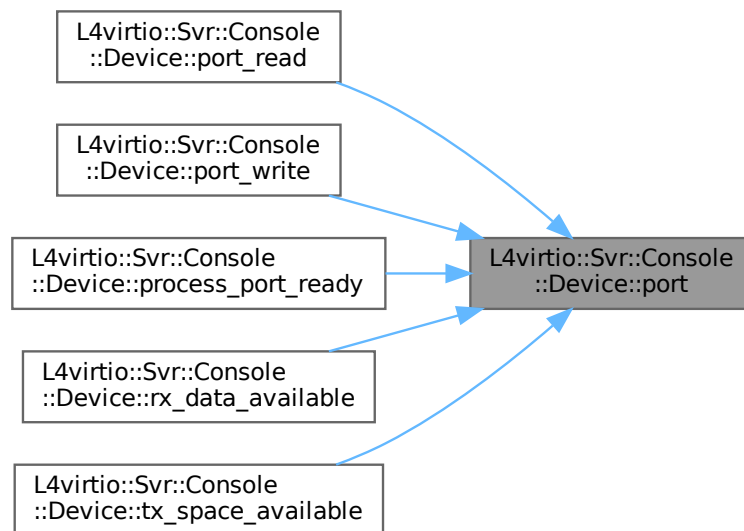 L4virtio::Svr::Console
::Device::port_read
L4virtio::Svr::Console
::Device::port_write
L4virtio::Svr::Console
::Device::process_port_ready
L4virtio::Svr::Console
::Device::port
L4virtio::Svr::Console
::Device::rx_data_available
L4virtio::Svr::Console
::Device::tx_space_available